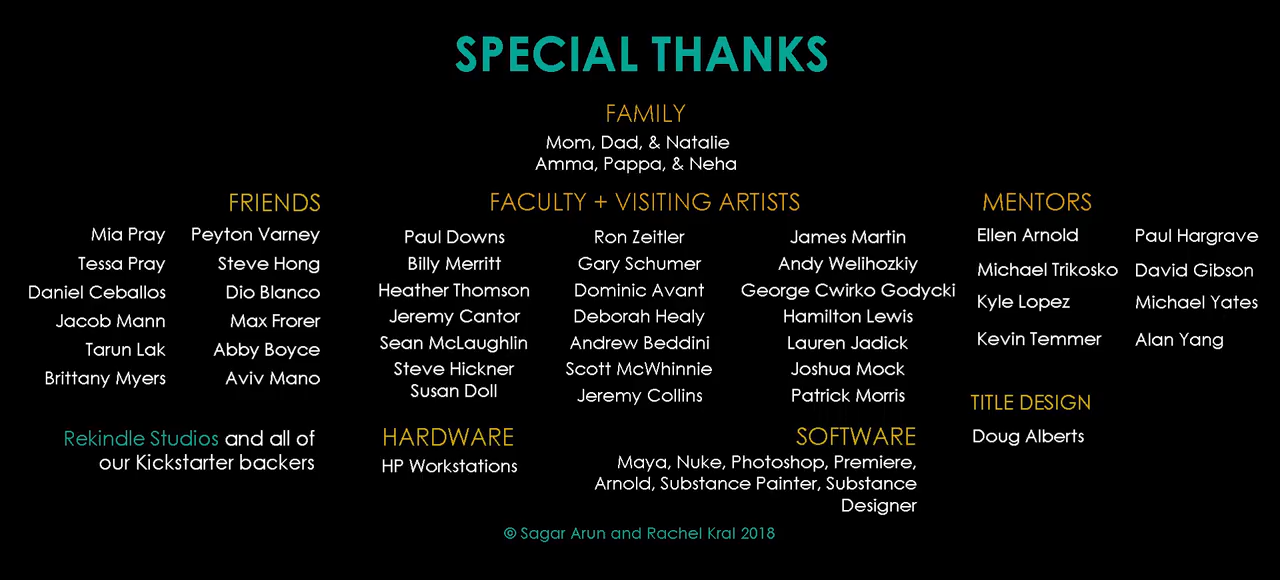 SPECIAL THANKS
FAMILY
Mom, Dad, & Natalie
Amma, Pappa, & Neha
FRIENDS
Mia Pray Peyton Varney
Tessa Pray Steve Hong
Daniel Ceballos Dio Blanco
Jacob Mann Max Frorer
Tarun Lak Abby Boyce
Brittany Myers Aviv Mano
Rekindle Studios and all of
our Kickstarter backers
FACULTY + VISITING ARTISTS
Paul Downs Ron Zeitler James Martin
Billy Merritt Gary Schumer Andy Welihozkiy
Heather Thomson Dominic Avant George Cwirko Godycki
Jeremy Cantor Deborah Healy Hamilton Lewis
Sean McLaughlin Andrew Beddini Lauren Jadick
Steve Hickner Scott McWhinnie Joshua Mock
Susan Doll Jeremy Collins Patrick Morris
MENTORS
Ellen Arnold Paul Hargrave
Michael Trikosko David Gibson
Kyle Lopez Michael Yates
Kevin Temmer Alan Yang
TITLE DESIGN
Doug Alberts
HARDWARE
HP Workstations
SOFTWARE
Maya, Nuke, Photoshop, Premiere,
Arnold, Substance Painter, Substance
Designer
© Sagar Arun and Rachel Kral 2018